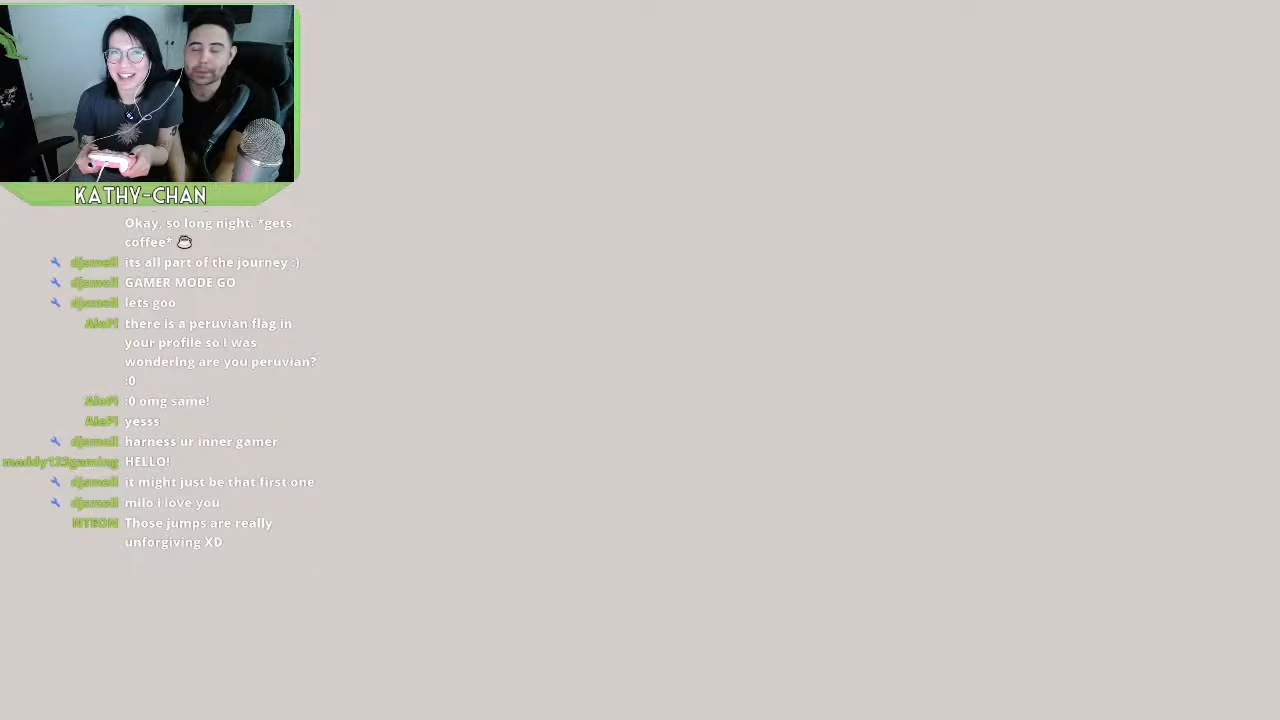 KATHY-CHAN
Okay, so long night. *gets
coffee* ☕
djsmell its all part of the journey :)
djsmell GAMER MODE GO
djsmell lets goo
AlePi there is a peruvian flag in
your profile so I was
wondering are you peruvian?
:0
AlePi :0 omg same!
AlePi yesss
djsmell harness ur inner gamer
maddy123gaming HELLO!
djsmell it might just be that first one
djsmell milo i love you
NTEON Those jumps are really
unforgiving XD